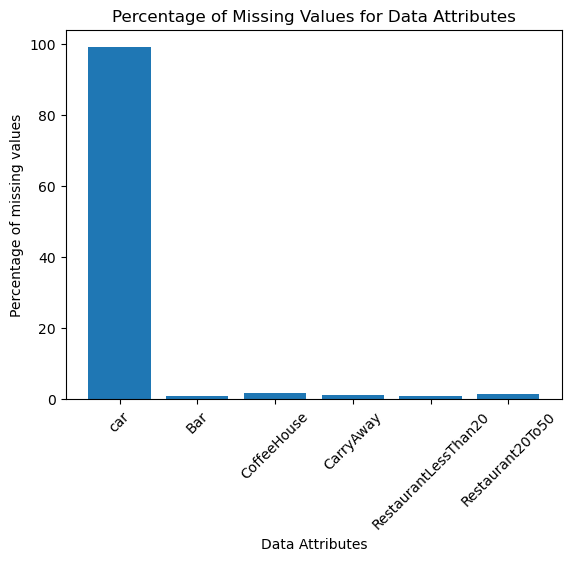 Percentage of Missing Values for Data Attributes
Percentage of missing values
100
80
60
40
20
0
car
Bar
CoffeeHouse
CarryAway
RestaurantLessThan20
Restaurant20To50
Data Attributes